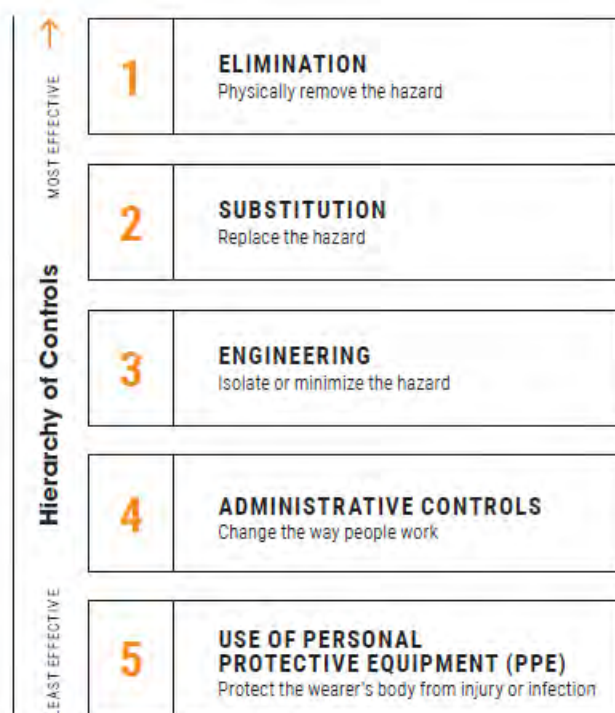 MOST EFFECTIVE
Hierarchy of Controls
LEAST EFFECTIVE
1
ELIMINATION
Physically remove the hazard
2
SUBSTITUTION
Replace the hazard
3
ENGINEERING
Isolate or minimize the hazard
4
ADMINISTRATIVE CONTROLS
Change the way people work
5
USE OF PERSONAL
PROTECTIVE EQUIPMENT (PPE)
Protect the wearer's body from injury or infection